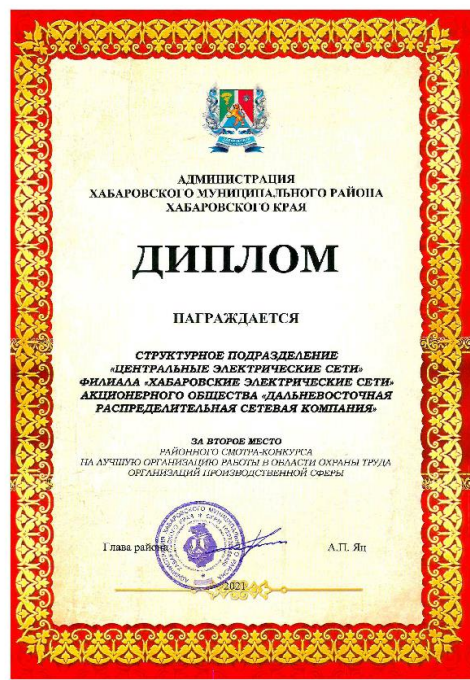 АДМИНИСТРАЦИЯ
ХАБАРОВСКОГО МУНИЦИПАЛЬНОГО РАЙОНА
ХАБАРОВСКОГО КРАЯ
ДИПЛОМ
НАГРАЖДАЕТСЯ
СТРУКТУРНОЕ ПОДРАЗДЕЛЕНИЕ
«ЦЕНТРАЛЬНЫЕ ЭЛЕКТРИЧЕСКИЕ СЕТИ»
ФИЛИАЛА «ХАБАРОВСКИЕ ЭЛЕКТРИЧЕСКИЕ СЕТИ»
АКЦИОНЕРНОГО ОБЩЕСТВА «ДАЛЬНЕВОСТОЧНАЯ
РАСПРЕДЕЛИТЕЛЬНАЯ СЕТЕВАЯ КОМПАНИЯ»
ЗА ВТОРОЕ МЕСТО
РАЙОННОГО СМОТРА-КОНКУРСА
НА ЛУЧШУЮ ОРГАНИЗАЦИЮ РАБОТЫ В ОБЛАСТИ ОХРАНЫ ТРУДА
ОРГАНИЗАЦИЙ ПРОИЗВОДСТВЕННОЙ СФЕРЫ
Глава района
А.П. Яц
2021